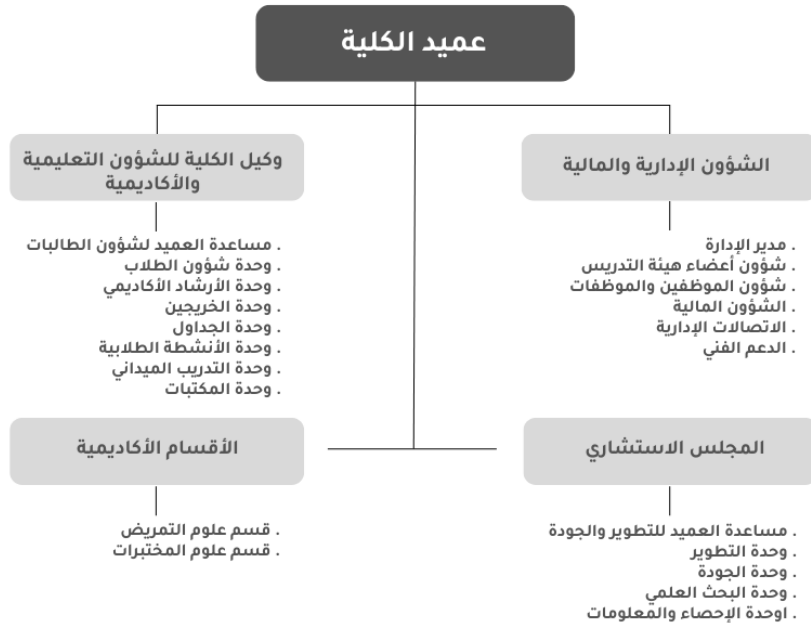 عميد الكلية
الشؤون الإدارية والمالية
. مدير الإدارة
. شؤون أعضاء هيئة التدريس
. شؤون الموظفين والموظفات
. الشؤون المالية
. الاتصالات الإدارية
. الدعم الفني
وكيل الكلية للشؤون التعليمية
والأكاديمية
. مساعدة العميد لشؤون الطالبات
. وحدة شؤون الطلاب
. وحدة الأرشاد الأكاديمي
. وحدة الخريجين
. وحدة الجداول
. وحدة الأنشطة الطلابية
. وحدة التدريب الميداني
. وحدة المكتبات
المجلس الاستشاري
. مساعدة العميد للتطوير والجودة
. وحدة التطوير
. وحدة الجودة
. وحدة البحث العلمي
. اوحدة الإحصاء والمعلومات
الأقسام الأكاديمية
. قسم علوم التمريض
. قسم علوم المختبرات